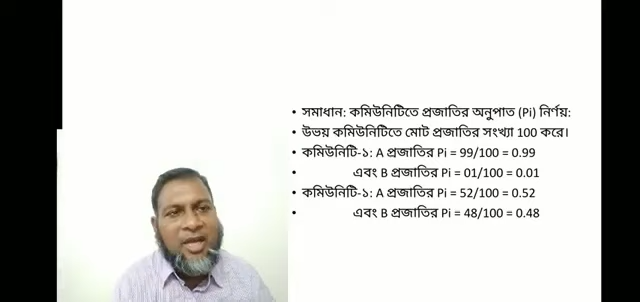 • সমাধান: কমিউনিটিতে প্রজাতির অনুপাত (Pi) নির্ণয়:
• উভয় কমিউনিটিতে মোট প্রজাতির সংখ্যা 100 করে।
• কমিউনিটি-১: A প্রজাতির Pi = 99/100 = 0.99
• এবং B প্রজাতির Pi = 01/100 = 0.01
• কমিউনিটি-১: A প্রজাতির Pi = 52/100 = 0.52
• এবং B প্রজাতির Pi = 48/100 = 0.48